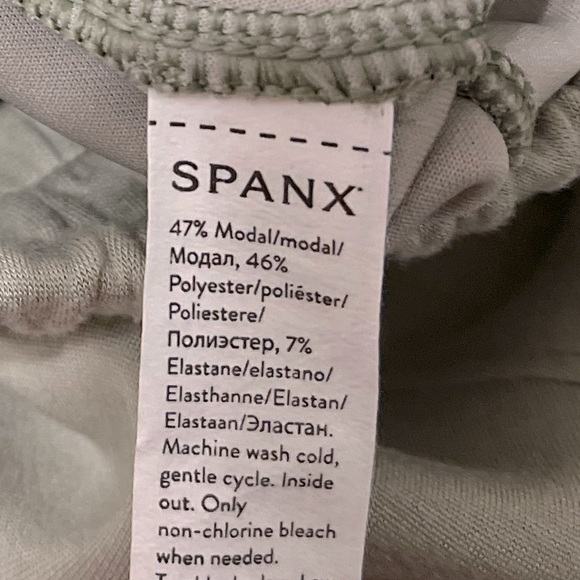 SPANX
47% Modal/modal/
Модал, 46%
Polyester/poliéster/
Poliestere/
Полиэстер, 7%
Elastane/elastano/
Elasthanne/Elastan/
Elastaan/Эластан.
Machine wash cold,
gentle cycle. Inside
out. Only
non-chlorine bleach
when needed.